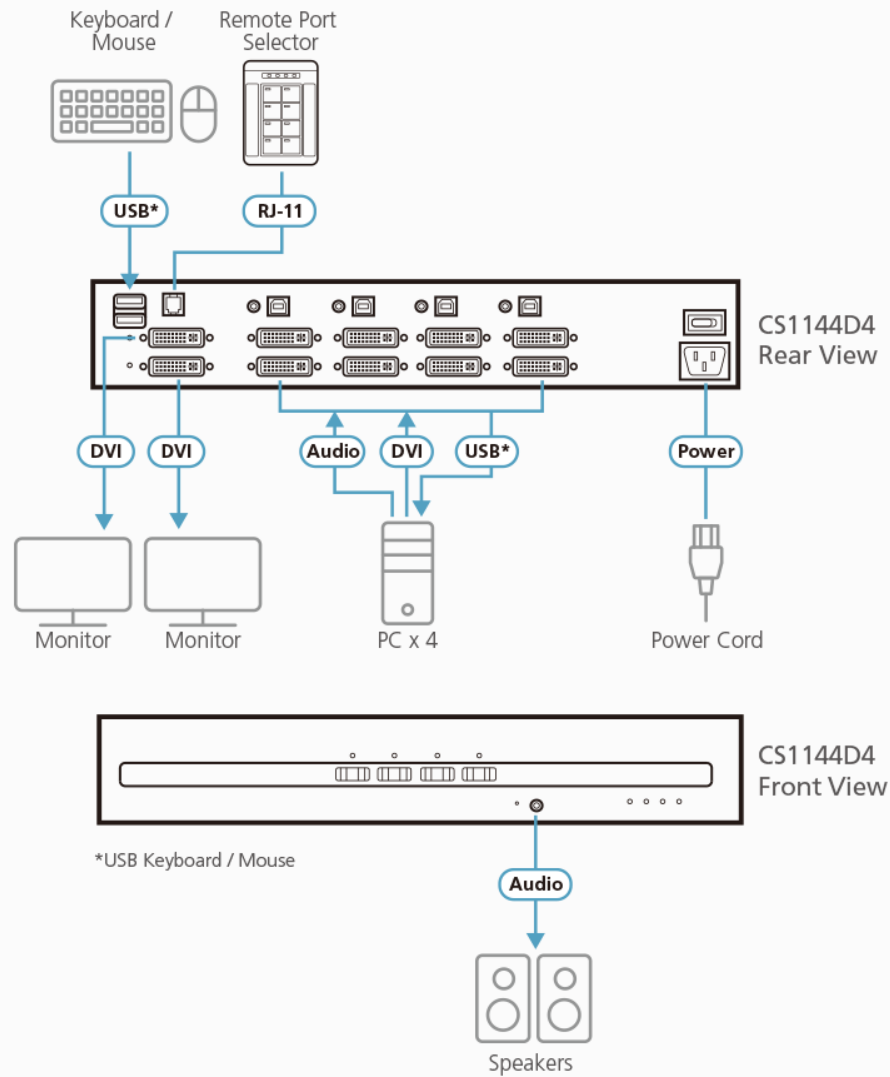 Keyboard /
Mouse
Remote Port
Selector
USB*
RJ-11
CS1144D4
Rear View
DVI
DVI
Audio
DVI
USB*
Power
Monitor
Monitor
PC x 4
Power Cord
CS1144D4
Front View
*USB Keyboard / Mouse
Audio
Speakers